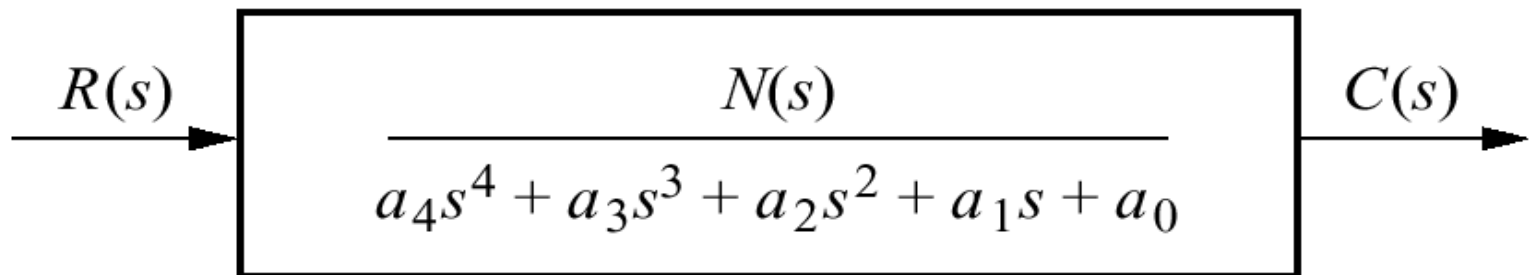 R(s)
N(s)
C(s)
a₄s⁴ + a₃s³ + a₂s² + a₁s + a₀